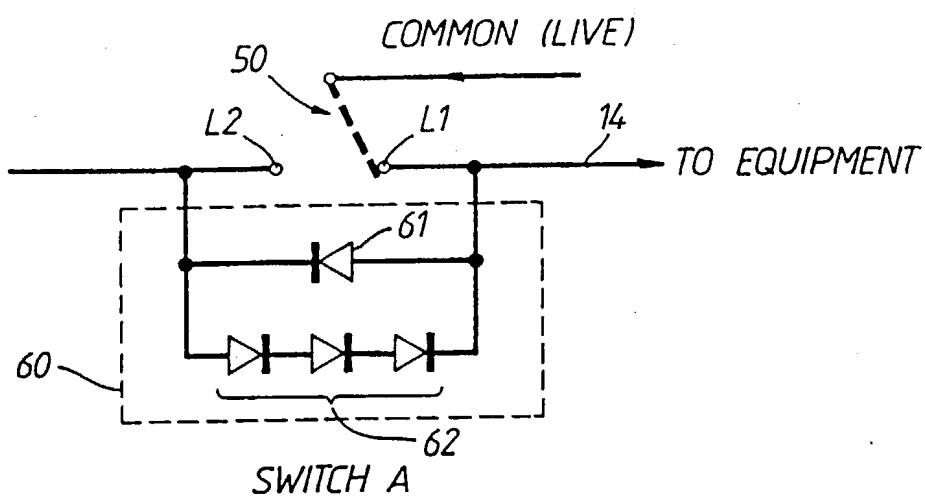 COMMON (LIVE)
50
L2
L1
14
TO EQUIPMENT
61
60
62
SWITCH A